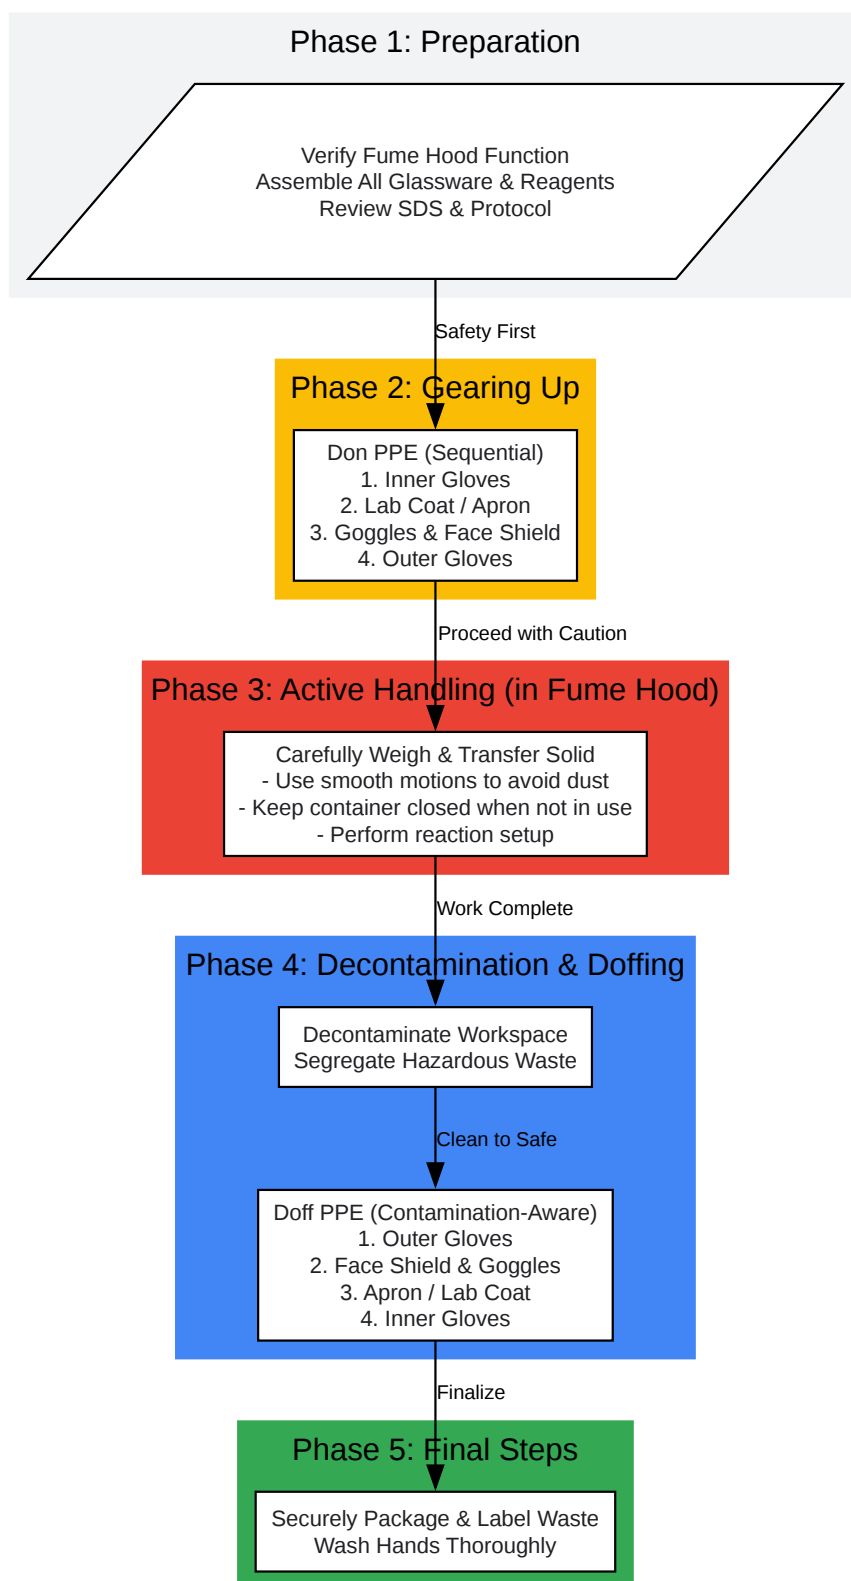 Phase 1: Preparation
Verify Fume Hood Function
Assemble All Glassware & Reagents
Review SDS & Protocol
Safety First
Phase 2: Gearing Up
Don PPE (Sequential)
1. Inner Gloves
2. Lab Coat / Apron
3. Goggles & Face Shield
4. Outer Gloves
Proceed with Caution
Phase 3: Active Handling (in Fume Hood)
Carefully Weigh & Transfer Solid
- Use smooth motions to avoid dust
- Keep container closed when not in use
- Perform reaction setup
Work Complete
Phase 4: Decontamination & Doffing
Decontaminate Workspace
Segregate Hazardous Waste
Clean to Safe
Doff PPE (Contamination-Aware)
1. Outer Gloves
2. Face Shield & Goggles
3. Apron / Lab Coat
4. Inner Gloves
Finalize
Phase 5: Final Steps
Securely Package & Label Waste
Wash Hands Thoroughly